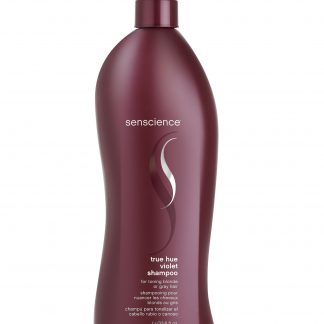 senscience
true hue
violet
shampoo
for toning blonde
or gray hair
shampooing pour
nuancer les cheveux
blonds ou gris
champú para tonalizar el
cabello rubio o canoso